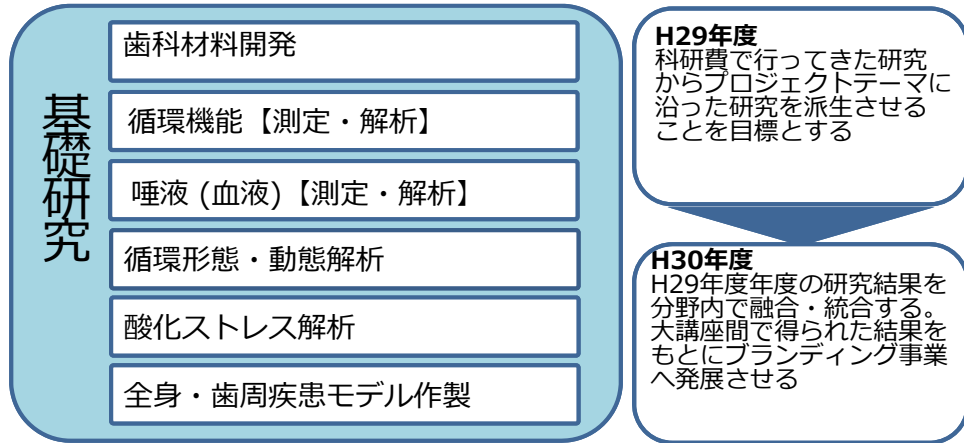 基礎研究
歯科材料開発
循環機能【測定・解析】
唾液 (血液)【測定・解析】
循環形態・動態解析
酸化ストレス解析
全身・歯周疾患モデル作製
H29年度
科研費で行ってきた研究
からプロジェクトテーマに
沿った研究を派生させる
ことを目標とする
H30年度
H29年度年度の研究結果を
分野内で融合・統合する。
大講座間で得られた結果を
もとにブランディング事業
へ発展させる